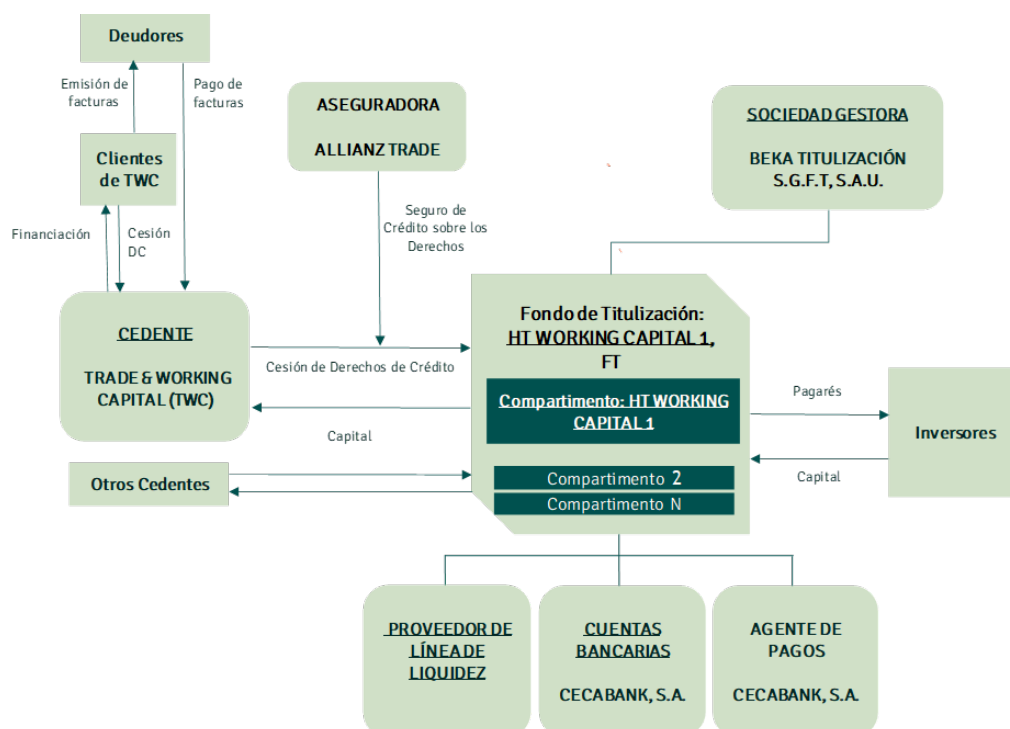 Deudores
Emisión de
facturas
Pago de
facturas
ASEGURADORA
ALLIANZ TRADE
SOCIEDAD GESTORA
BEKA TITULIZACIÓN
S.G.F.T, S.A.U.
Clientes
de TWC
Financiación
Cesión
DC
Seguro de
Crédito sobre los
Derechos
CEDENTE
TRADE & WORKING
CAPITAL (TWC)
Cesión de Derechos de Crédito
Capital
Fondo de Titulización:
HT WORKING CAPITAL 1,
FT
Compartimento: HT WORKING
CAPITAL 1
Compartimento 2
Compartimento N
Pagarés
Capital
Inversores
Otros Cedentes
PROVEEDOR DE
LÍNEA DE
LIQUIDEZ
CUENTAS
BANCARIAS
CECABANK, S.A.
AGENTE DE
PAGOS
CECABANK, S.A.